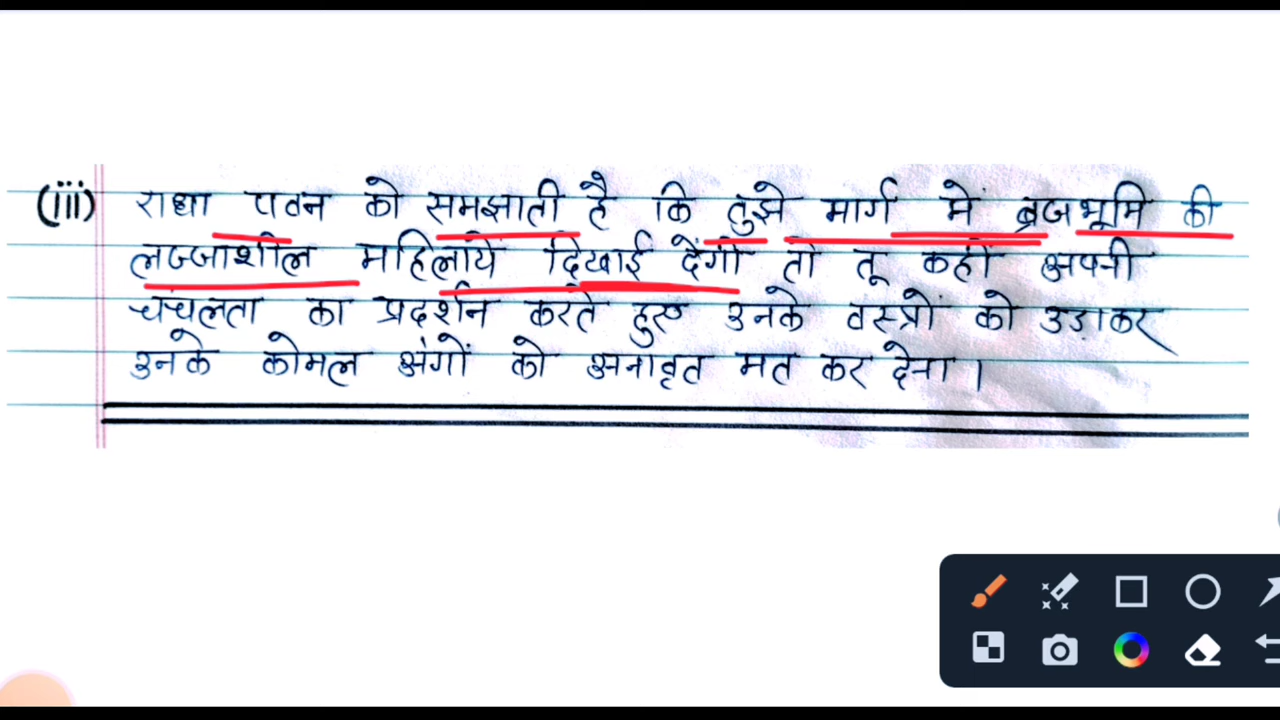 (iii) राधा पवन को समझाती है कि तुझे मार्ग में ब्रजभूमि की
लज्जाशील महिलायें दिखाई देंगी तो तू कहीं अपनी
चंचलता का प्रदर्शन करते हुए उनके वस्त्रों को उड़ाकर
उनके कोमल अंगों को अनावृत मत कर देना।